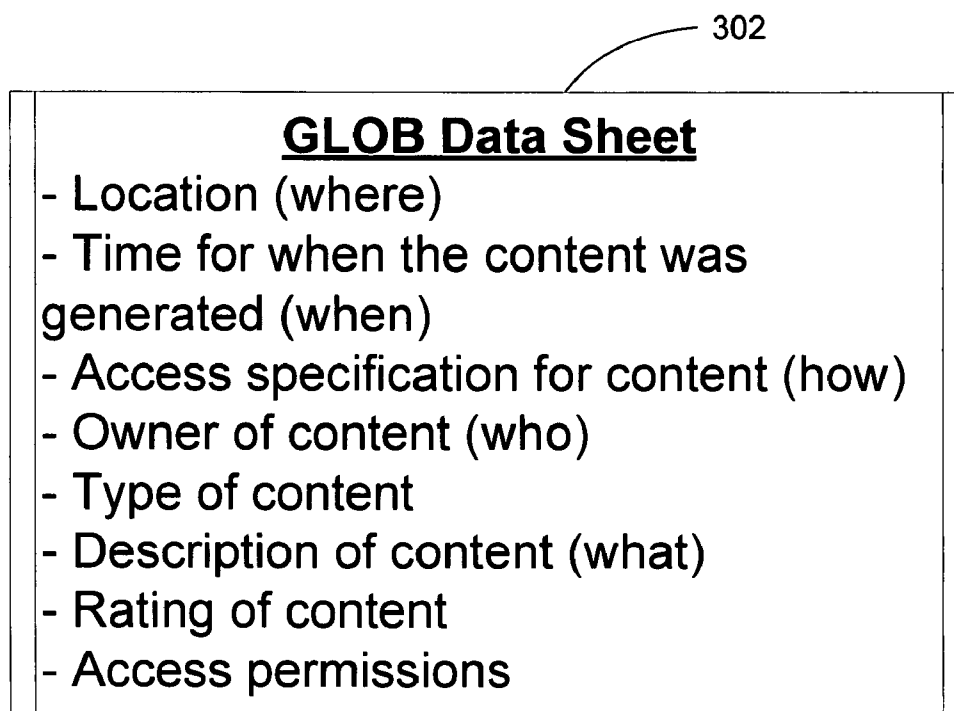 302
GLOB Data Sheet
- Location (where)
- Time for when the content was
generated (when)
- Access specification for content (how)
- Owner of content (who)
- Type of content
- Description of content (what)
- Rating of content
- Access permissions